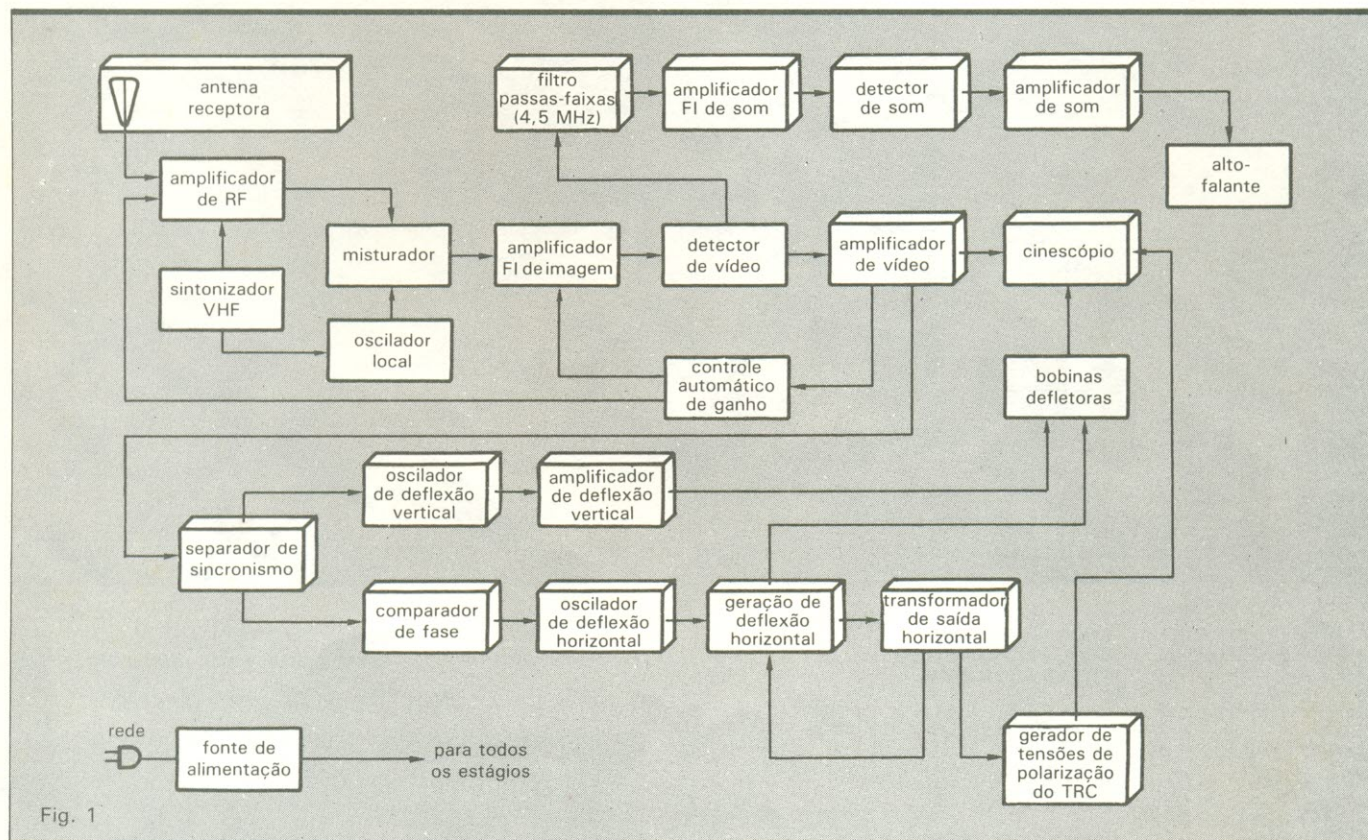 antena
receptora
filtro
passas-faixas
(4,5 MHz)
amplificador
FI de som
detector
de som
amplificador
de som
alto-
falante
amplificador
de RF
misturador
amplificador
FI de imagem
detector
de vídeo
amplificador
de vídeo
cinescópio
sintonizador
VHF
oscilador
local
controle
automático
de ganho
bobinas
defletoras
oscilador
de deflexão
vertical
amplificador
de deflexão
vertical
separador de
sincronismo
comparador
de fase
oscilador
de deflexão
horizontal
geração de
deflexão
horizontal
transformador
de saída
horizontal
rede
fonte de
alimentação
para todos
os estágios
gerador de
tensões de
polarização
do TRC
Fig. 1